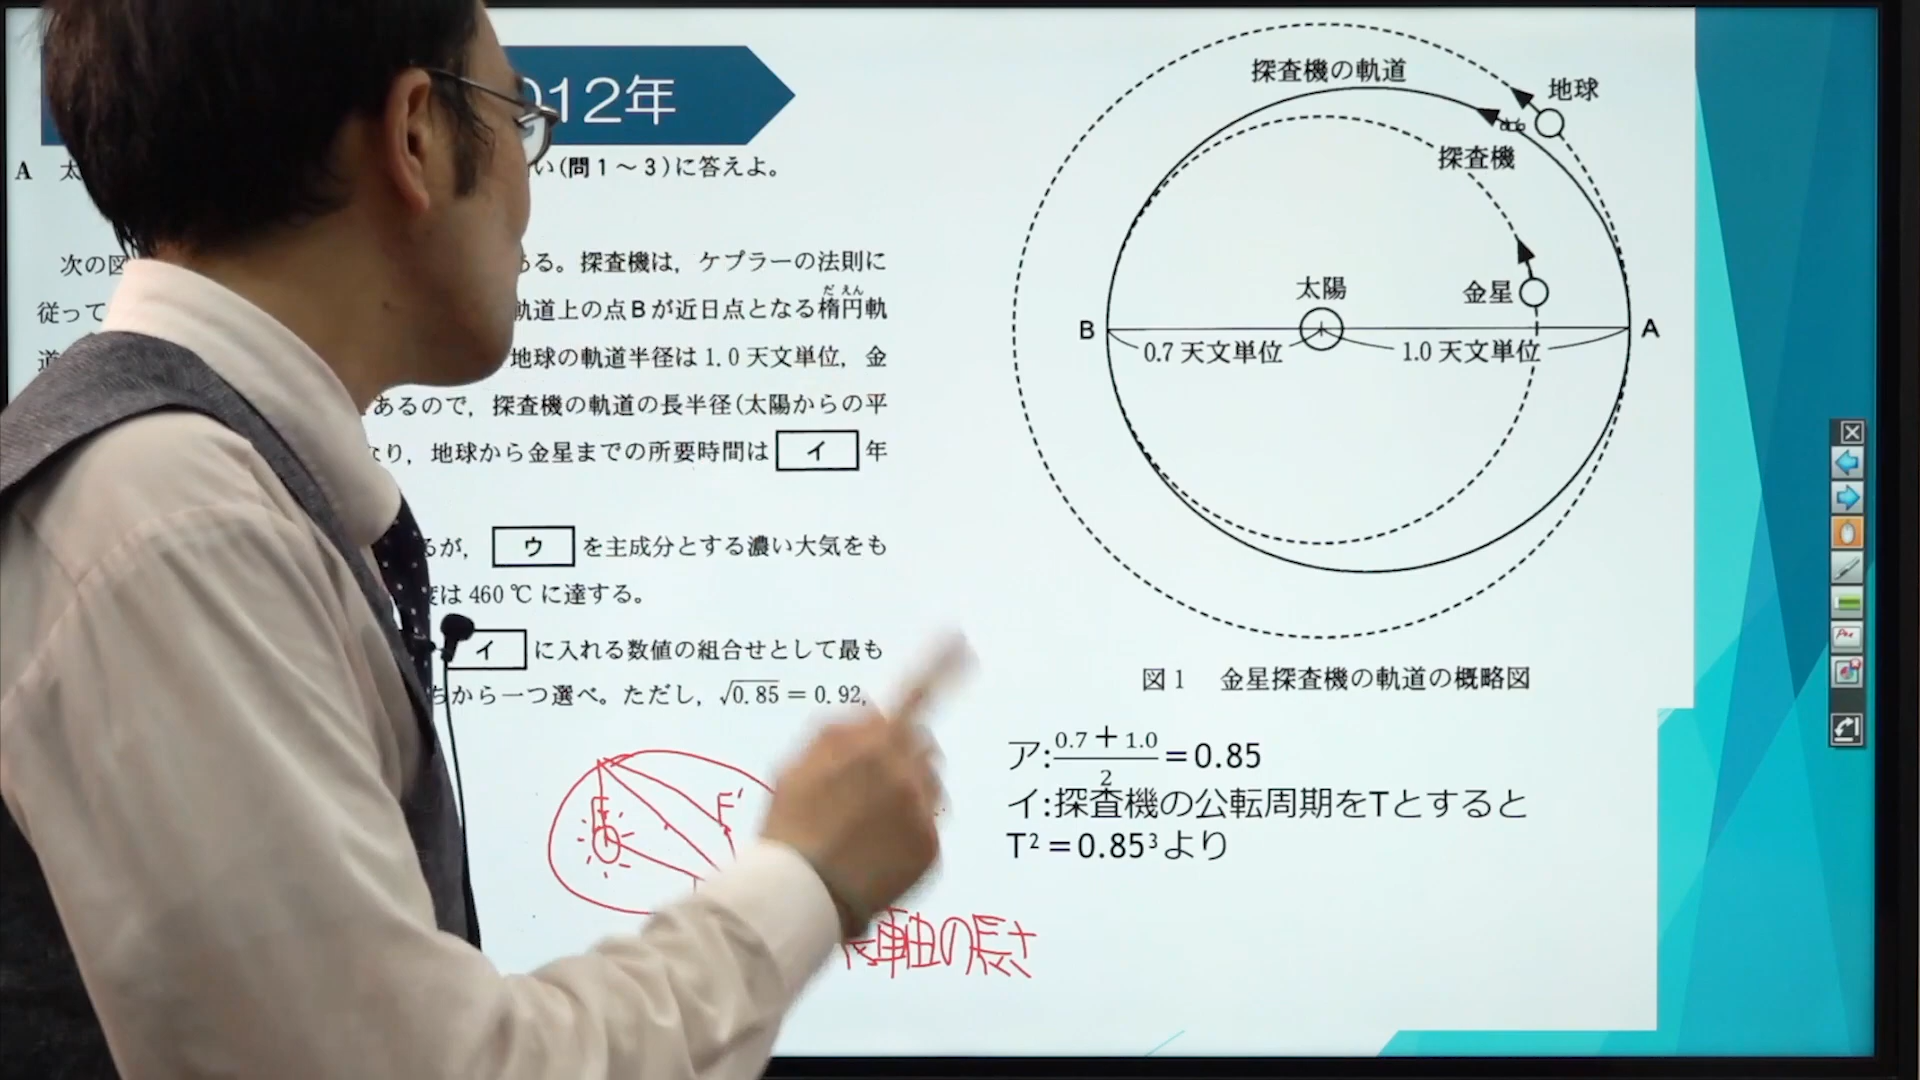 012年
A 太
い(問1～3)に答えよ。
次の図
ある。探査機は，ケプラーの法則に
従って
軌道上の点Bが近日点となる楕円軌
だ えん
道
地球の軌道半径は1.0天文単位，金
あるので，探査機の軌道の長半径(太陽からの平
なり，地球から金星までの所要時間は イ 年
るが， ウ を主成分とする濃い大気をも
度は460℃に達する。
イ に入れる数値の組合せとして最も
ちから一つ選べ。ただし，√0.85 = 0.92，
F
F'
長軸の長さ
探査機の軌道
地球
探査機
太陽
金星
B
A
0.7天文単位
1.0天文単位
図1 金星探査機の軌道の概略図
ア:(0.7＋1.0)/2＝0.85
イ:探査機の公転周期をTとすると
T²＝0.85³より
Pen